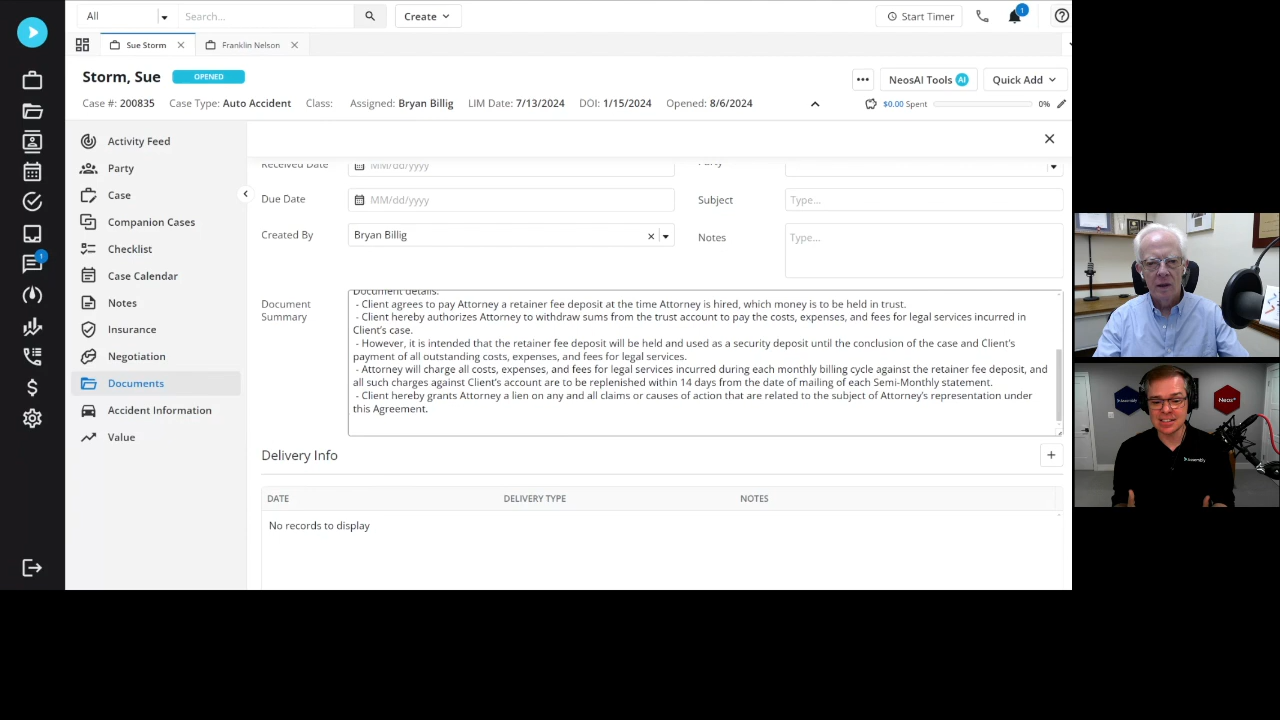 All
Search...
Create
Start Timer
1
Sue Storm
Franklin Nelson
Storm, Sue
OPENED
NeosAI Tools AI
Quick Add
Case #: 200835 Case Type: Auto Accident Class: Assigned: Bryan Billig LIM Date: 7/13/2024 DOI: 1/15/2024 Opened: 8/6/2024
$0.00 Spent
0%
Activity Feed
Party
Case
Companion Cases
Checklist
Case Calendar
Notes
Insurance
Negotiation
Documents
Accident Information
Value
1
Received Date
MM/dd/yyyy
Party
Due Date
MM/dd/yyyy
Subject
Type...
Created By
Bryan Billig
Notes
Type...
Document Summary
Document details:
- Client agrees to pay Attorney a retainer fee deposit at the time Attorney is hired, which money is to be held in trust.
- Client hereby authorizes Attorney to withdraw sums from the trust account to pay the costs, expenses, and fees for legal services incurred in
Client's case.
- However, it is intended that the retainer fee deposit will be held and used as a security deposit until the conclusion of the case and Client's
payment of all outstanding costs, expenses, and fees for legal services.
- Attorney will charge all costs, expenses, and fees for legal services incurred during each monthly billing cycle against the retainer fee deposit, and
all such charges against Client's account are to be replenished within 14 days from the date of mailing of each Semi-Monthly statement.
- Client hereby grants Attorney a lien on any and all claims or causes of action that are related to the subject of Attorney's representation under
this Agreement.
Delivery Info
DATE
DELIVERY TYPE
NOTES
No records to display
Neos